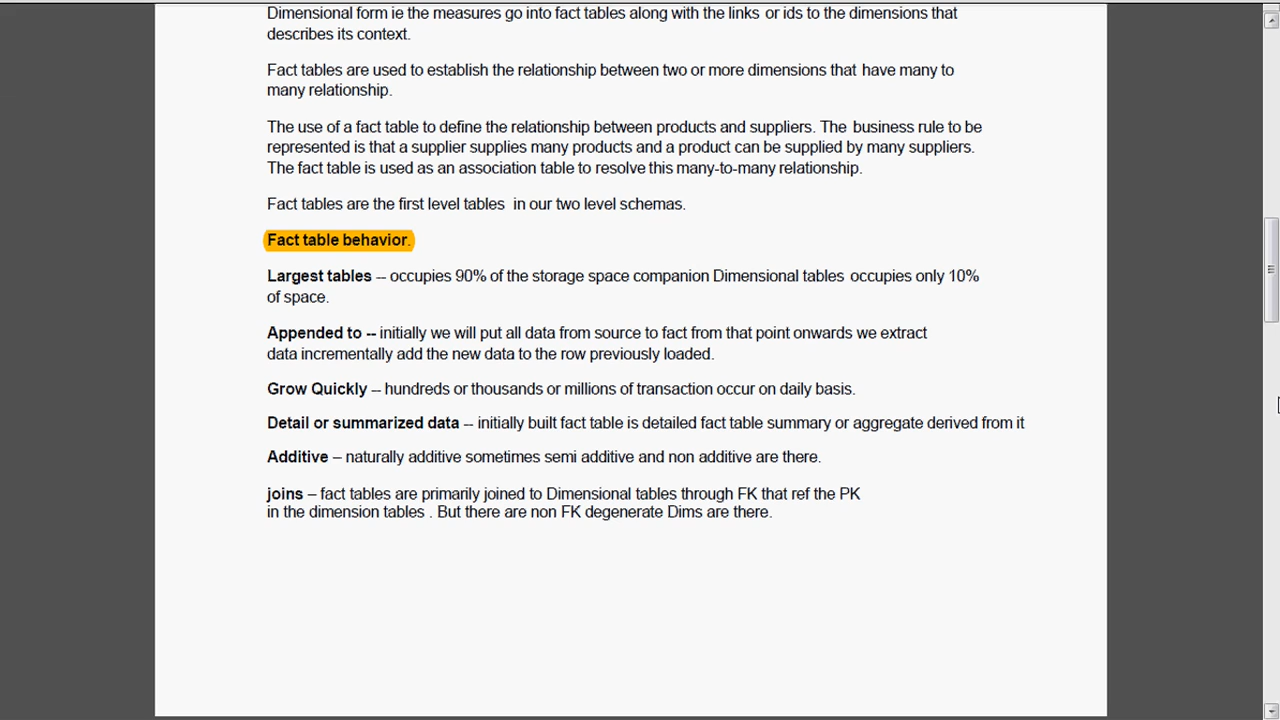 Dimensional form ie the measures go into fact tables along with the links or ids to the dimensions that
describes its context.
Fact tables are used to establish the relationship between two or more dimensions that have many to
many relationship.
The use of a fact table to define the relationship between products and suppliers. The business rule to be
represented is that a supplier supplies many products and a product can be supplied by many suppliers.
The fact table is used as an association table to resolve this many-to-many relationship.
Fact tables are the first level tables in our two level schemas.
Fact table behavior.
Largest tables -- occupies 90% of the storage space companion Dimensional tables occupies only 10%
of space.
Appended to -- initially we will put all data from source to fact from that point onwards we extract
data incrementally add the new data to the row previously loaded.
Grow Quickly -- hundreds or thousands or millions of transaction occur on daily basis.
Detail or summarized data -- initially built fact table is detailed fact table summary or aggregate derived from it
Additive – naturally additive sometimes semi additive and non additive are there.
joins – fact tables are primarily joined to Dimensional tables through FK that ref the PK
in the dimension tables . But there are non FK degenerate Dims are there.